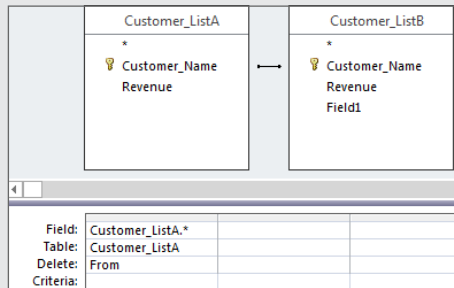 Customer_ListA
*
Customer_Name
Revenue
Customer_ListB
*
Customer_Name
Revenue
Field1
Field: Customer_ListA.*
Table: Customer_ListA
Delete: From
Criteria: